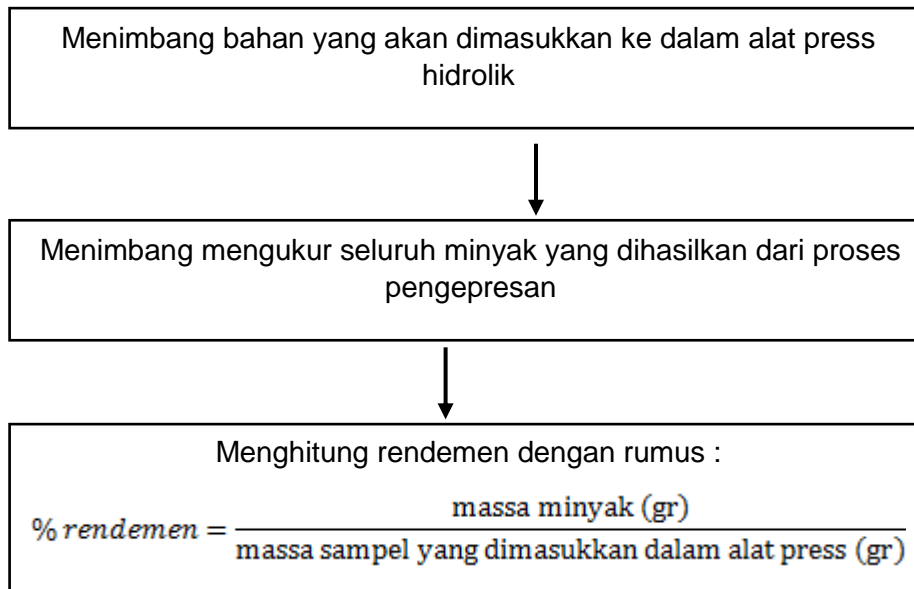 Menimbang bahan yang akan dimasukkan ke dalam alat press
hidrolik
Menimbang mengukur seluruh minyak yang dihasilkan dari proses
pengepresan
Menghitung rendemen dengan rumus :
% rendemen = massa minyak (gr) / massa sampel yang dimasukkan dalam alat press (gr)